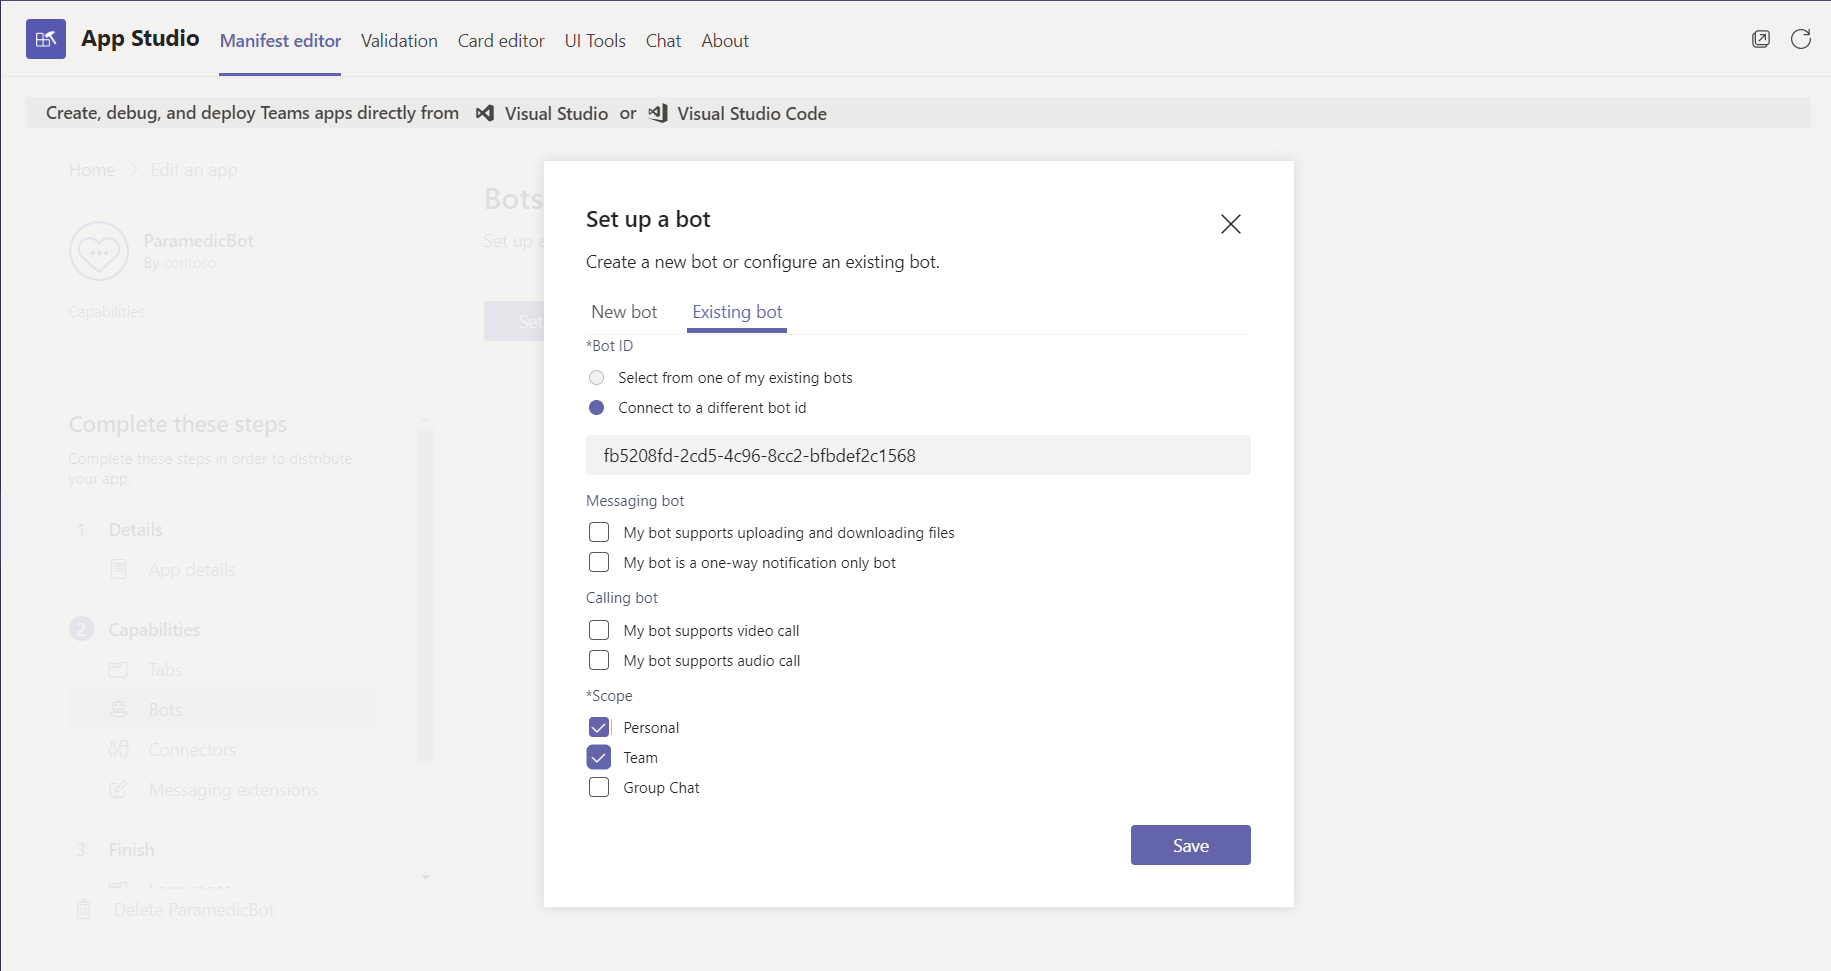 App Studio
Manifest editor
Validation
Card editor
UI Tools
Chat
About
Create, debug, and deploy Teams apps directly from Visual Studio or Visual Studio Code
Home > Edit an app
ParamedicBot
By contoso
Capabilities
Complete these steps
Complete these steps in order to distribute
your app.
1 Details
App details
2 Capabilities
Tabs
Bots
Connectors
Messaging extensions
3 Finish
Languages
Delete ParamedicBot
Bots
Set up a
Set
Set up a bot
Create a new bot or configure an existing bot.
New bot
Existing bot
*Bot ID
Select from one of my existing bots
Connect to a different bot id
fb5208fd-2cd5-4c96-8cc2-bfbdef2c1568
Messaging bot
My bot supports uploading and downloading files
My bot is a one-way notification only bot
Calling bot
My bot supports video call
My bot supports audio call
*Scope
Personal
Team
Group Chat
Save